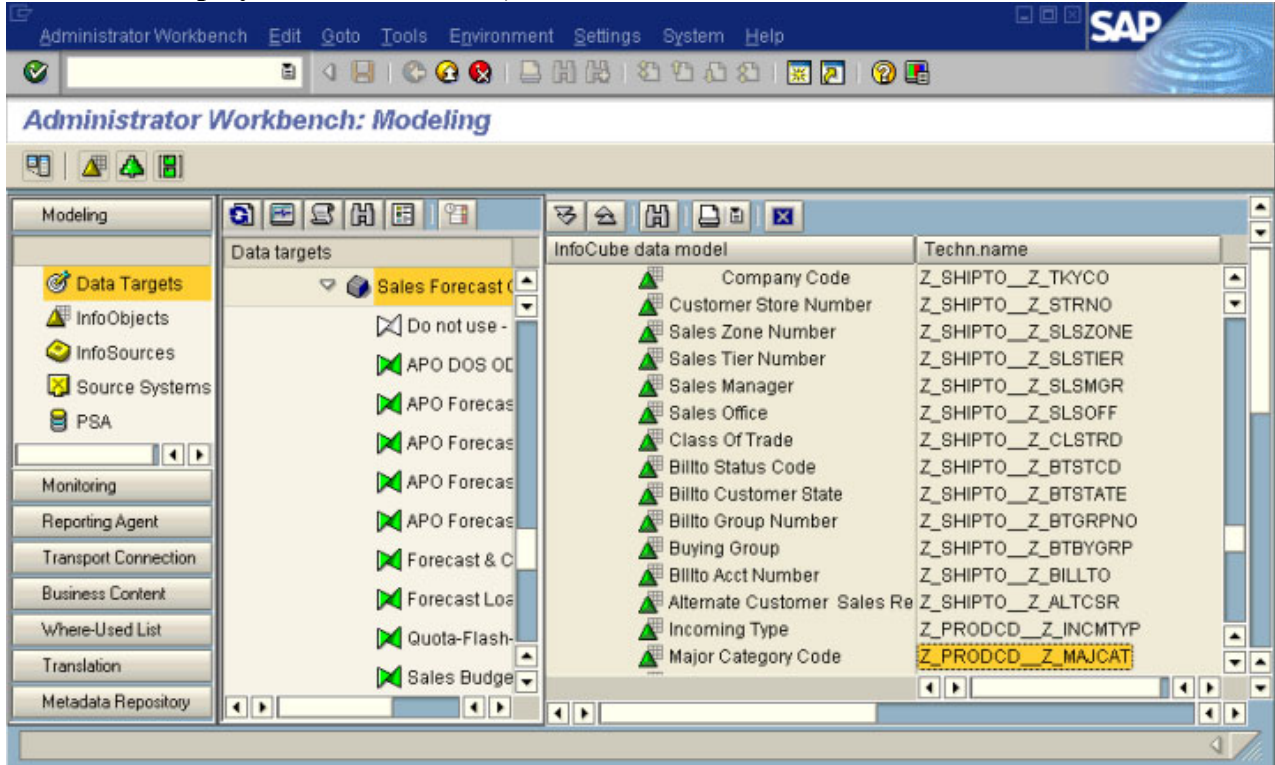 Administrator Workbench Edit Goto Tools Environment Settings System Help
SAP
Administrator Workbench: Modeling
Modeling
Data Targets
InfoObjects
InfoSources
Source Systems
PSA
Monitoring
Reporting Agent
Transport Connection
Business Content
Where-Used List
Translation
Metadata Repository
Data targets
Sales Forecast (
Do not use -
APO DOS OD
APO Forecas
APO Forecas
APO Forecas
APO Forecas
Forecast & C
Forecast Loa
Quota-Flash-
Sales Budge
InfoCube data model Techn.name
Company Code Z_SHIPTO__Z_TKYCO
Customer Store Number Z_SHIPTO__Z_STRNO
Sales Zone Number Z_SHIPTO__Z_SLSZONE
Sales Tier Number Z_SHIPTO__Z_SLSTIER
Sales Manager Z_SHIPTO__Z_SLSMGR
Sales Office Z_SHIPTO__Z_SLSOFF
Class Of Trade Z_SHIPTO__Z_CLSTRD
Billto Status Code Z_SHIPTO__Z_BTSTCD
Billto Customer State Z_SHIPTO__Z_BTSTATE
Billto Group Number Z_SHIPTO__Z_BTGRPNO
Buying Group Z_SHIPTO__Z_BTBYGRP
BIllto Acct Number Z_SHIPTO__Z_BILLTO
Alternate Customer Sales Re Z_SHIPTO__Z_ALTCSR
Incoming Type Z_PRODCD__Z_INCMTYP
Major Category Code Z_PRODCD__Z_MAJCAT